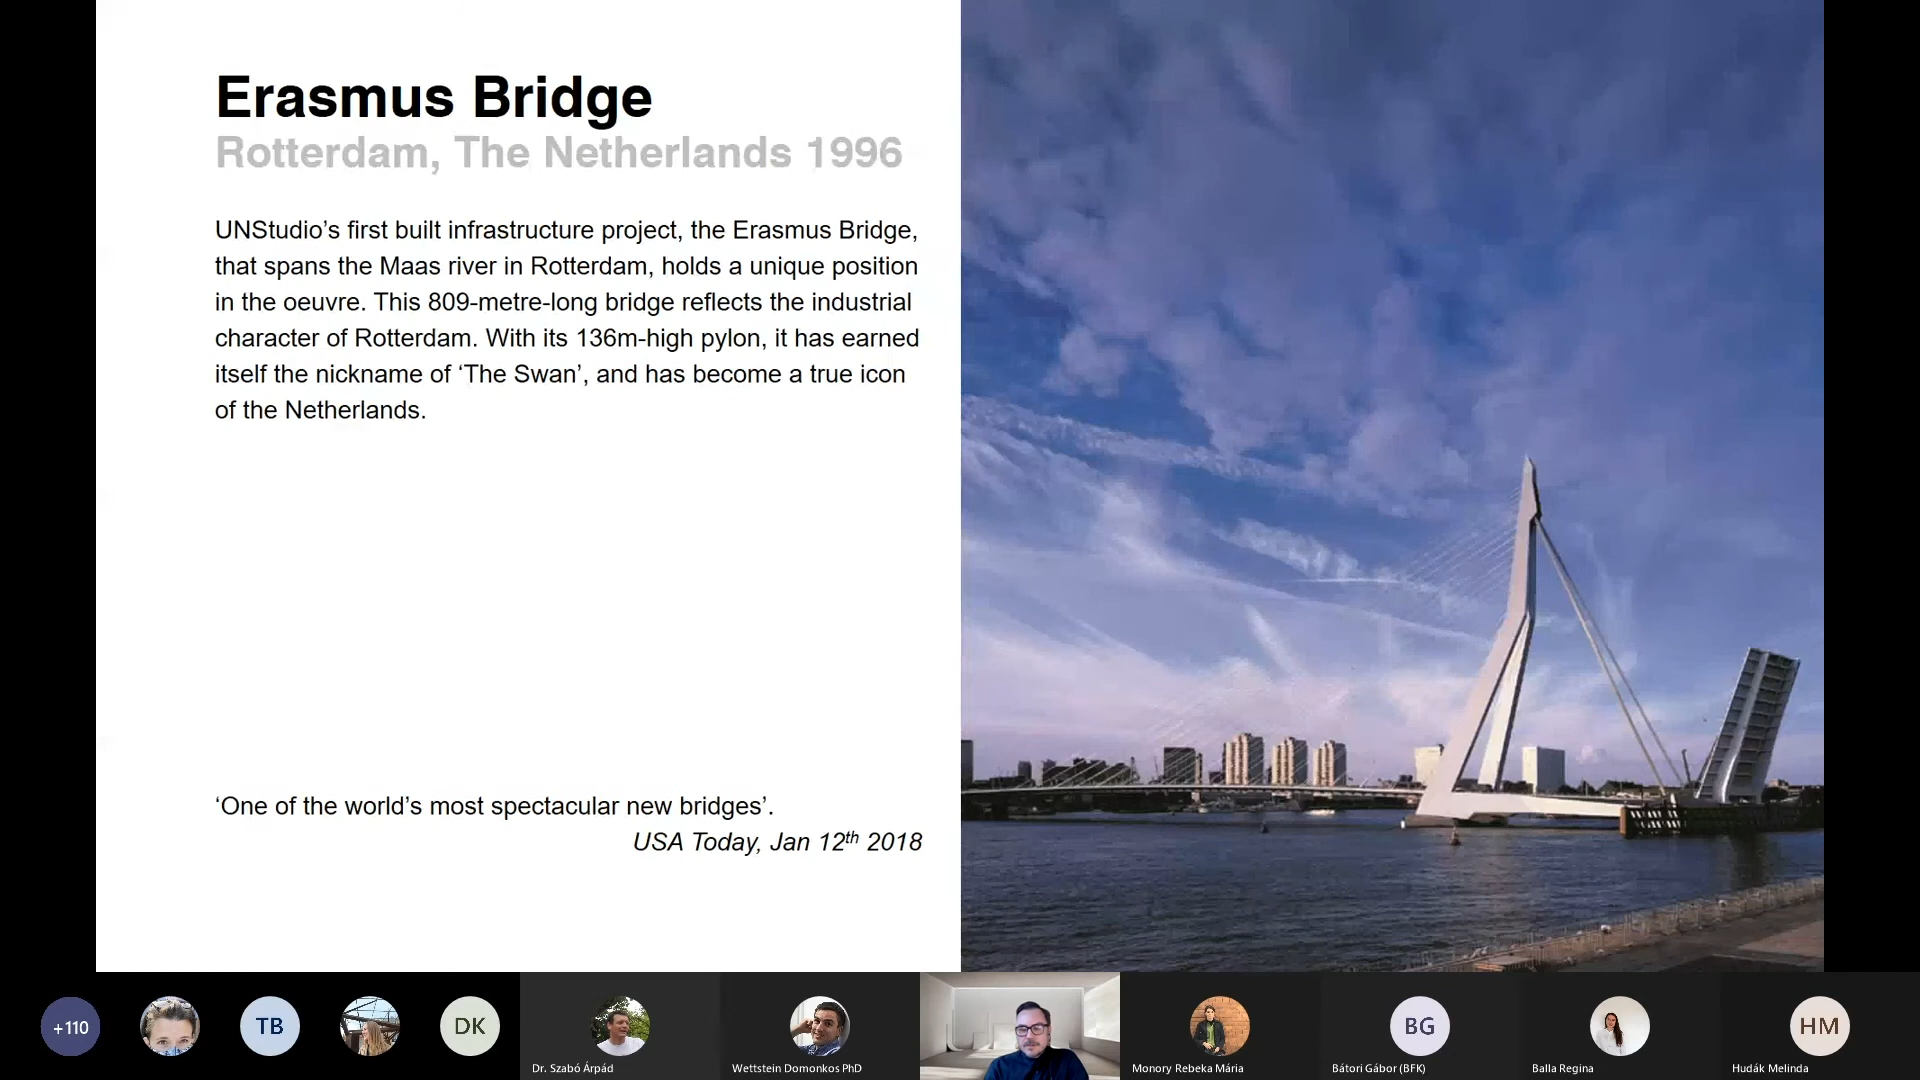 Erasmus Bridge
Rotterdam, The Netherlands 1996
UNStudio’s first built infrastructure project, the Erasmus Bridge,
that spans the Maas river in Rotterdam, holds a unique position
in the oeuvre. This 809-metre-long bridge reflects the industrial
character of Rotterdam. With its 136m-high pylon, it has earned
itself the nickname of ‘The Swan’, and has become a true icon
of the Netherlands.
‘One of the world’s most spectacular new bridges’.
USA Today, Jan 12th 2018
+110
TB
DK
Dr. Szabó Árpád
Wettstein Domonkos PhD
Monory Rebeka Mária
BG
Bátori Gábor (BFK)
Balla Regina
HM
Hudák Melinda